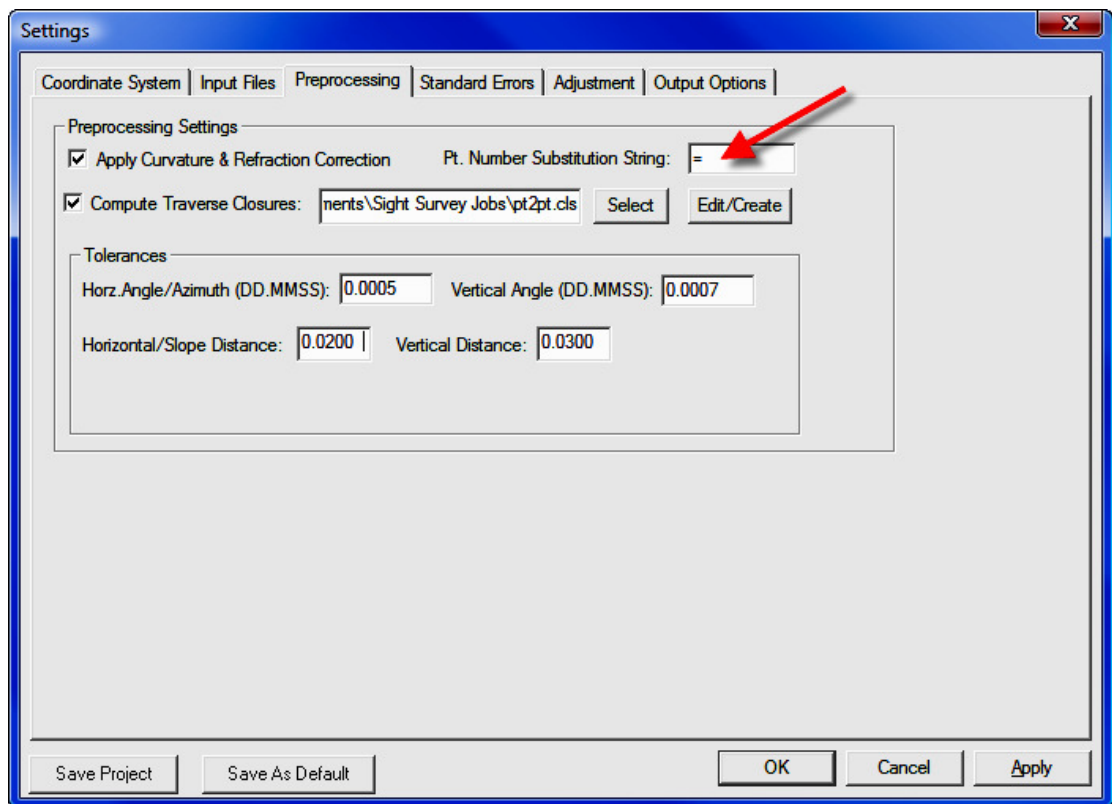 Settings
X
Coordinate System Input Files Preprocessing Standard Errors Adjustment Output Options
Preprocessing Settings
Apply Curvature & Refraction Correction Pt. Number Substitution String: =
Compute Traverse Closures: nents\Sight Survey Jobs\pt2pt.cls Select Edit/Create
Tolerances
Horz.Angle/Azimuth (DD.MMSS): 0.0005 Vertical Angle (DD.MMSS): 0.0007
Horizontal/Slope Distance: 0.0200 Vertical Distance: 0.0300
Save Project Save As Default OK Cancel Apply